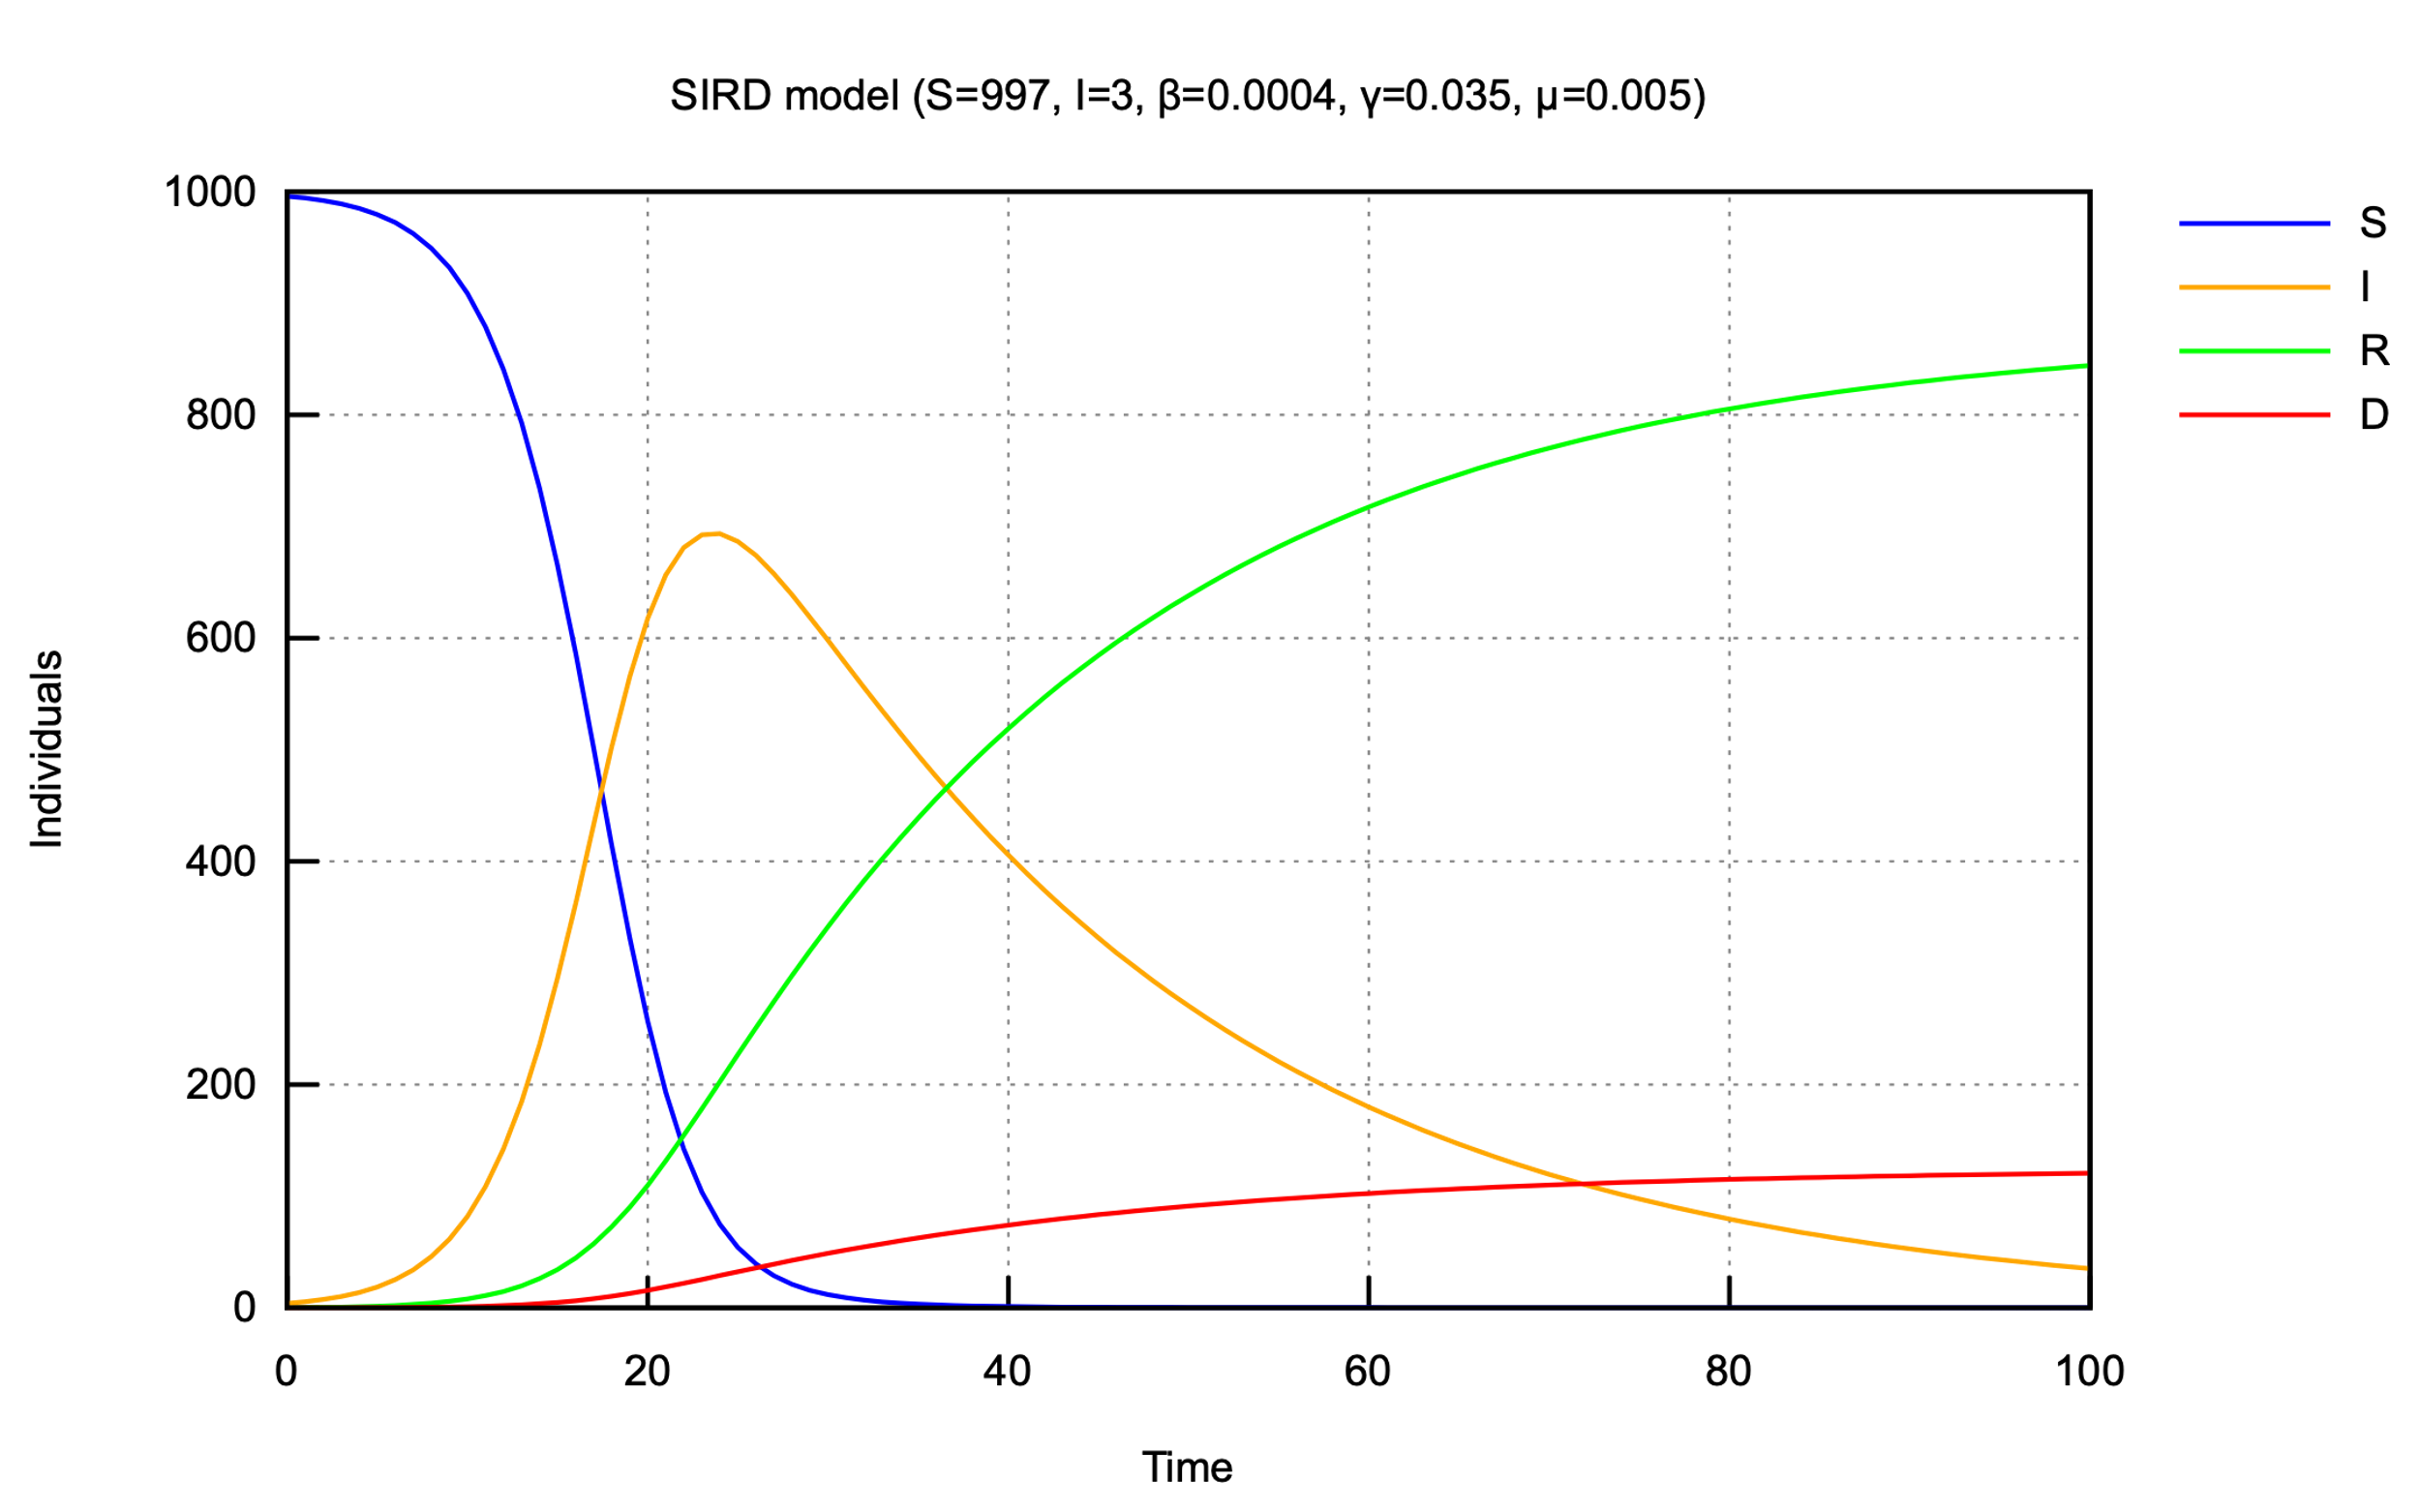 SIRD model (S=997, I=3, β=0.0004, γ=0.035, μ=0.005)
1000
800
600
400
200
0
Individuals
0 20 40 60 80 100
Time
S
I
R
D